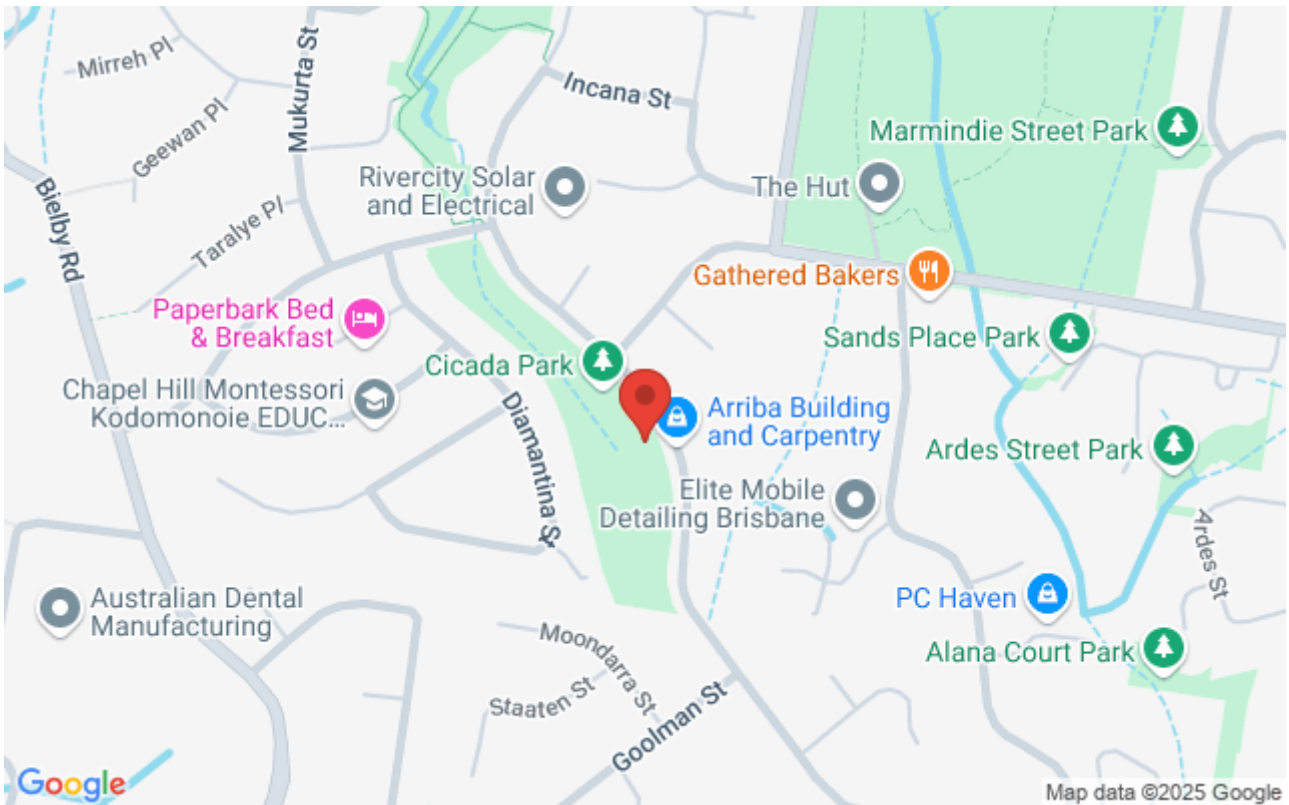 Mirreh Pl
Mukurta St
Geewan Pl
Incana St
Marmindie Street Park
Rivercity Solar
and Electrical
The Hut
Bielby Rd
Taralye Pl
Gathered Bakers
Paperbark Bed
& Breakfast
Sands Place Park
Cicada Park
Chapel Hill Montessori
Kodomonoie EDUC...
Diamantina St
Arriba Building
and Carpentry
Ardes Street Park
Elite Mobile
Detailing Brisbane
Ardes St
Australian Dental
Manufacturing
PC Haven
Moondarra St
Alana Court Park
Staaten St
Goolman St
Google
Map data ©2025 Google